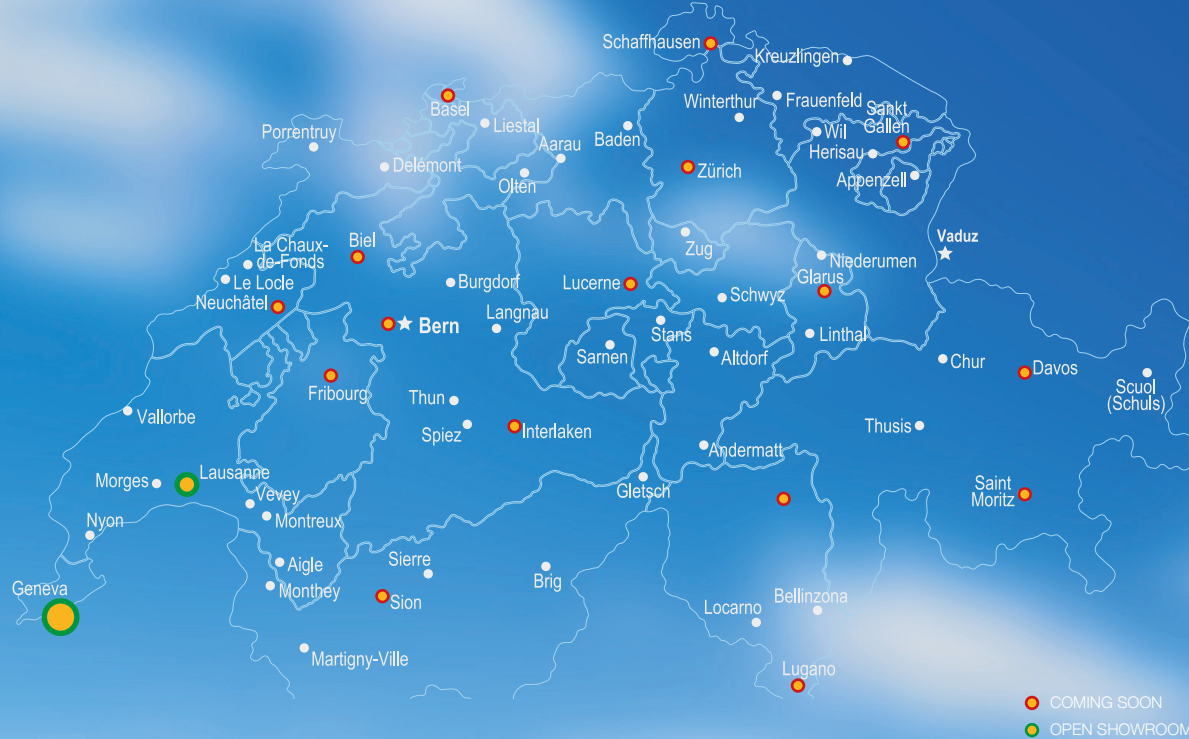 Schaffhausen
Kreuzlingen
Basel
Winterthur
Frauenfeld
Sankt
Gallen
Porrentruy
Liestal
Aarau
Baden
Wil
Herisau
Delémont
Olten
Zürich
Appenzell
La Chaux-
de-Fonds
Biel
Zug
Vaduz
Niederumen
Le Locle
Burgdorf
Lucerne
Glarus
Neuchâtel
Langnau
Schwyz
Bern
Stans
Linthal
Sarnen
Altdorf
Chur
Davos
Fribourg
Scuol
(Schuls)
Thun
Vallorbe
Spiez
Interlaken
Thusis
Andermatt
Morges
Lausanne
Gletsch
Saint
Moritz
Vevey
Nyon
Montreux
Aigle
Sierre
Geneva
Monthey
Brig
Sion
Locarno
Bellinzona
Martigny-Ville
Lugano
COMING SOON
OPEN SHOWROOM